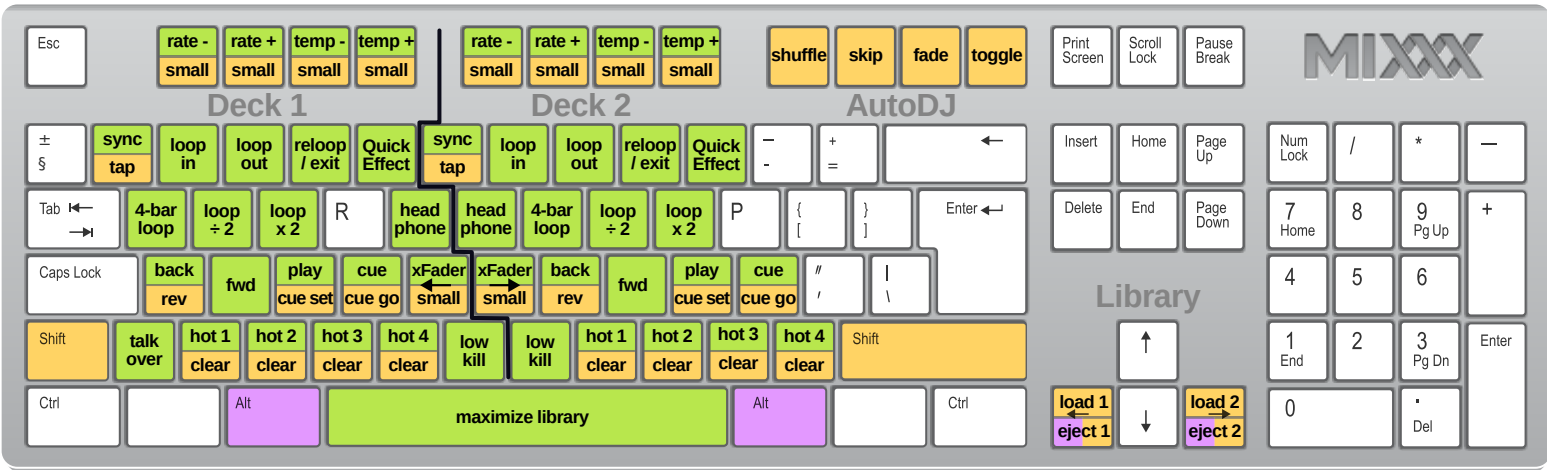 Esc
rate -
small
rate +
small
temp -
small
temp +
small
rate -
small
rate +
small
temp -
small
temp +
small
shuffle
skip
fade
toggle
Print
Screen
Scroll
Lock
Pause
Break
MIXXX
Deck 1
Deck 2
AutoDJ
±
§
sync
tap
loop
in
loop
out
reloop
/ exit
Quick
Effect
sync
tap
loop
in
loop
out
reloop
/ exit
Quick
Effect
—
-
+
=
←
Insert
Home
Page
Up
Num
Lock
/
*
—
Tab
4-bar
loop
loop
÷ 2
loop
x 2
R
head
phone
head
phone
4-bar
loop
loop
÷ 2
loop
x 2
P
{
[
}
]
Enter
Delete
End
Page
Down
7
Home
8
9
Pg Up
+
Caps Lock
back
rev
fwd
play
cue set
cue
cue go
xFader
small
xFader
small
back
rev
fwd
play
cue set
cue
cue go
"
'
|
\
Library
4
5
6
Shift
talk
over
hot 1
clear
hot 2
clear
hot 3
clear
hot 4
clear
low
kill
low
kill
hot 1
clear
hot 2
clear
hot 3
clear
hot 4
clear
Shift
↑
1
End
2
3
Pg Dn
Enter
Ctrl
Alt
maximize library
Alt
Ctrl
load 1
eject 1
↓
load 2
eject 2
0
.
Del